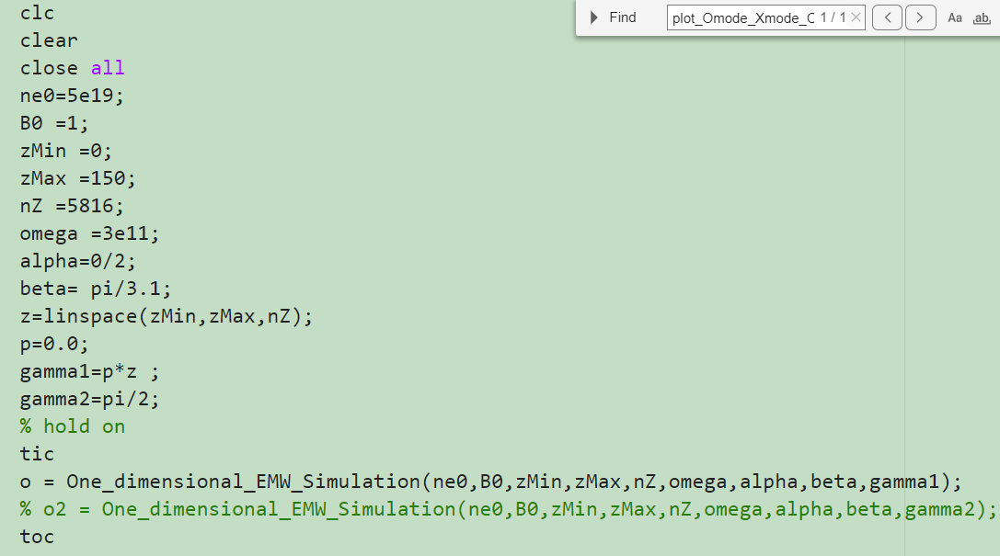 clc
Find plot_Omode_Xmode_C 1 / 1 Aa ab,
clear
close all
ne0=5e19;
B0 =1;
zMin =0;
zMax =150;
nZ =5816;
omega =3e11;
alpha=0/2;
beta= pi/3.1;
z=linspace(zMin,zMax,nZ);
p=0.0;
gamma1=p*z ;
gamma2=pi/2;
% hold on
tic
o = One_dimensional_EMW_Simulation(ne0,B0,zMin,zMax,nZ,omega,alpha,beta,gamma1);
% o2 = One_dimensional_EMW_Simulation(ne0,B0,zMin,zMax,nZ,omega,alpha,beta,gamma2);
toc